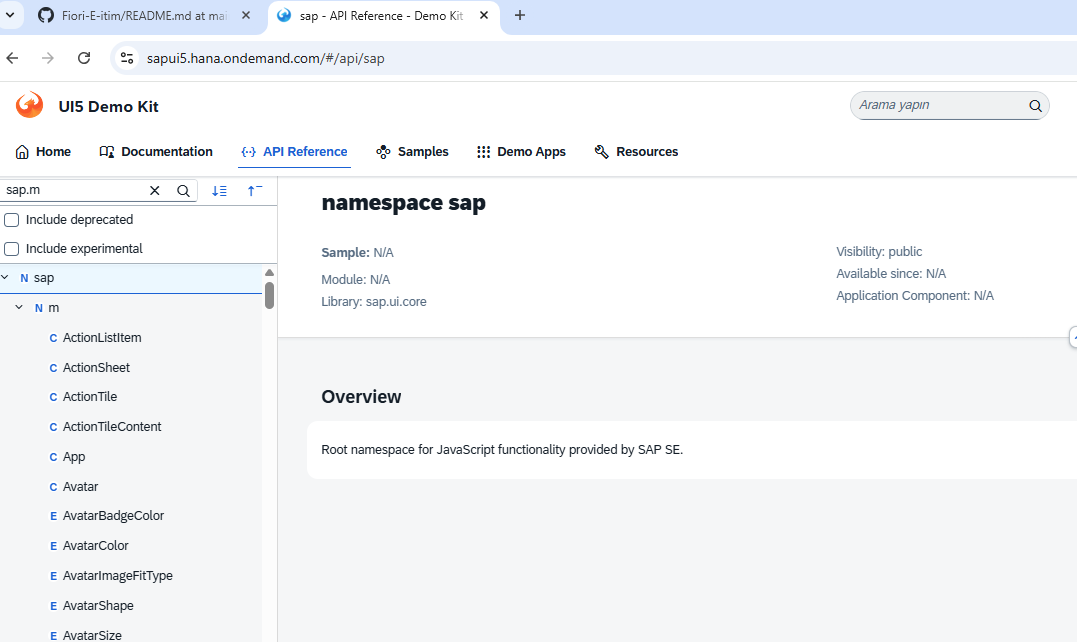 Fiori-E-itim/README.md at mai
sap - API Reference - Demo Kit
sapui5.hana.ondemand.com/#/api/sap
UI5 Demo Kit
Arama yapın
Home
Documentation
API Reference
Samples
Demo Apps
Resources
sap.m
Include deprecated
Include experimental
N sap
N m
C ActionListItem
C ActionSheet
C ActionTile
C ActionTileContent
C App
C Avatar
E AvatarBadgeColor
E AvatarColor
E AvatarImageFitType
E AvatarShape
E AvatarSize
namespace sap
Sample: N/A
Module: N/A
Library: sap.ui.core
Visibility: public
Available since: N/A
Application Component: N/A
Overview
Root namespace for JavaScript functionality provided by SAP SE.